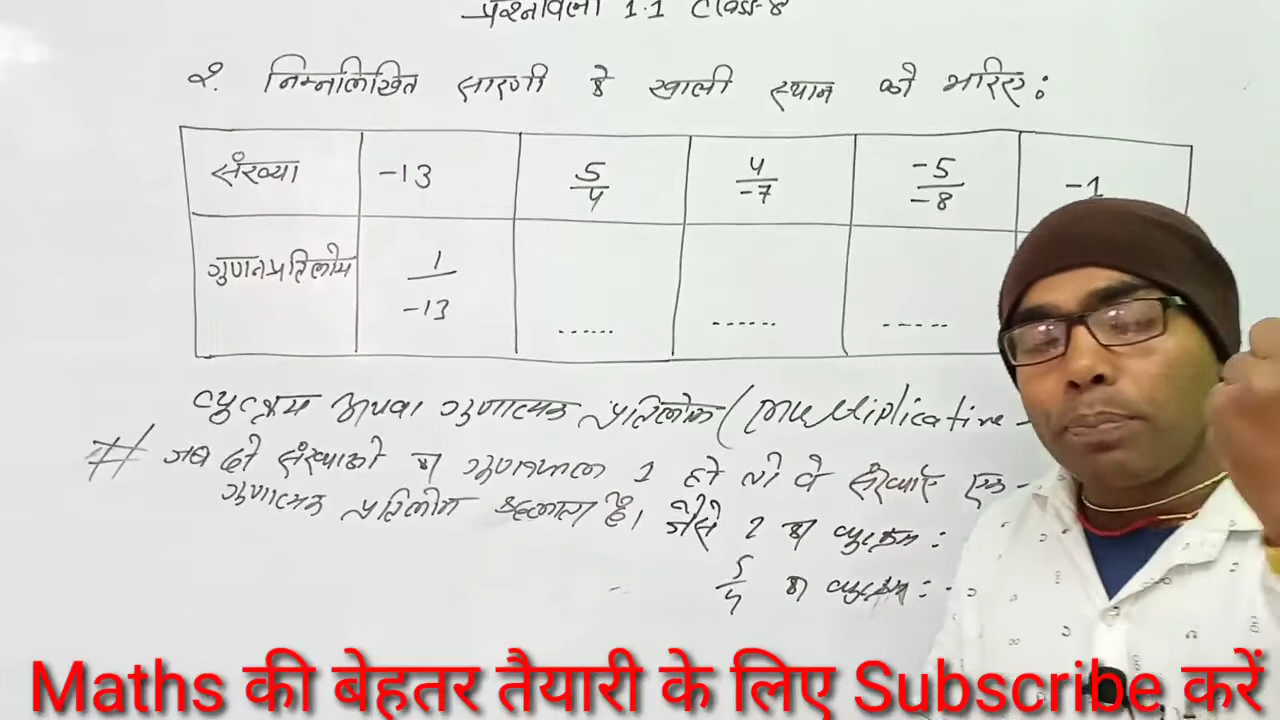 प्रश्नावली 1.1 Class-8
२. निम्नलिखित सारणी के खाली स्थान को भरिए:
संख्या -13 5/4 4/-7 -5/-8 -1
गुणनप्रतिलोम 1/-13 ...... ...... ......
व्युत्क्रम अथवा गुणात्मक प्रतिलोम (Multiplicative-
# जब दो संख्याओं का गुणनफल 1 हो तो वे संख्याएँ एक-
गुणात्मक प्रतिलोम कहलाता है। जैसे 2 का व्युत्क्रम:
5/4 का व्युत्क्रम:-
Maths की बेहतर तैयारी के लिए Subscribe करें